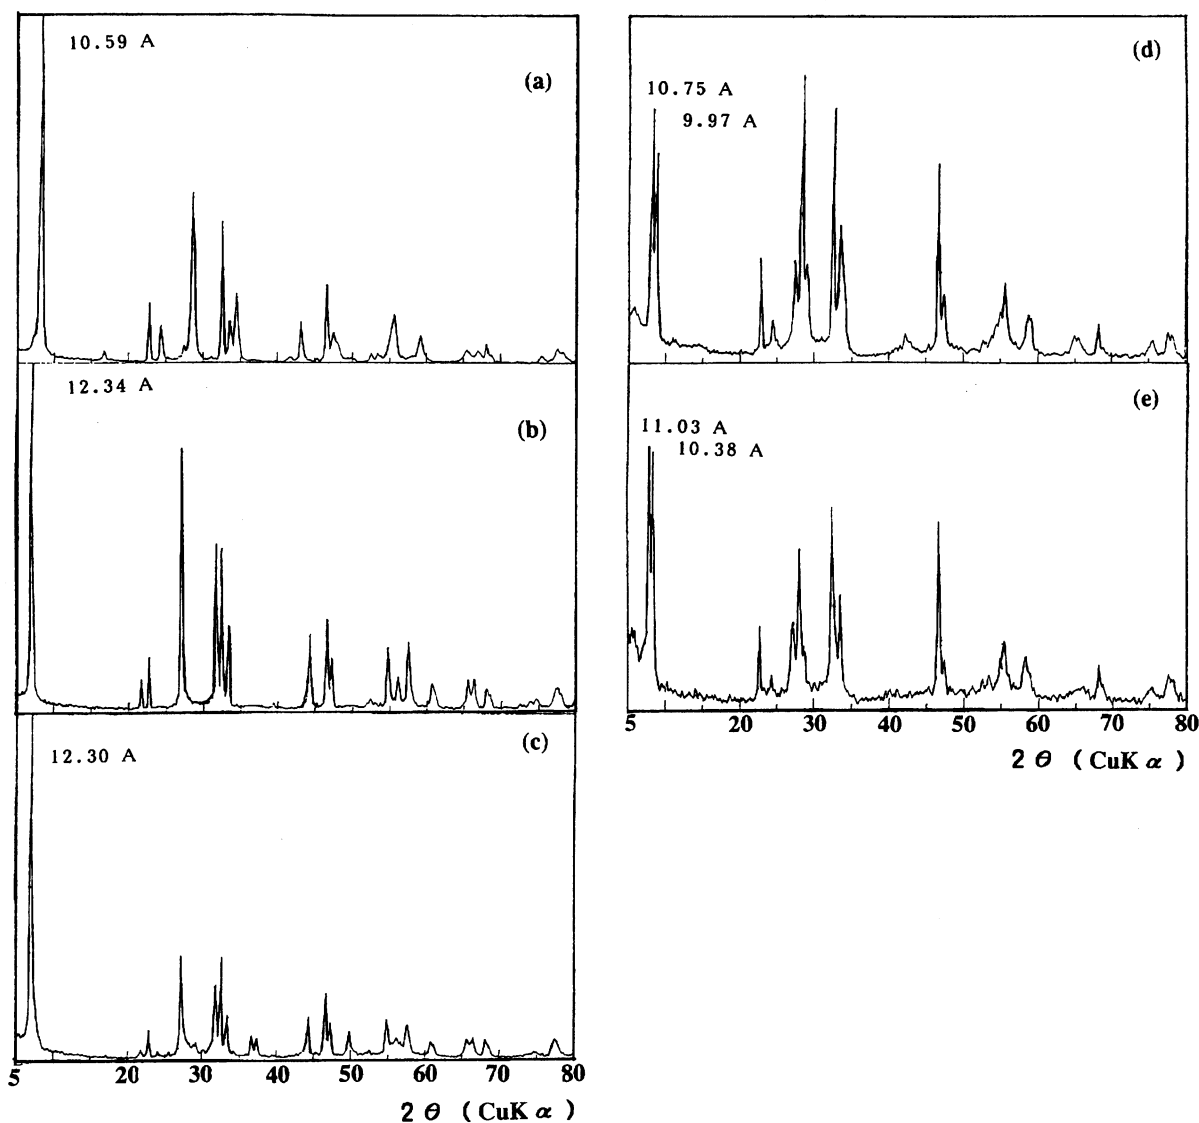 10.59 A
(a)
12.34 A
(b)
12.30 A
(c)
5 20 30 40 50 60 70 80
2 θ (CuK α)
10.75 A
9.97 A
(d)
11.03 A
10.38 A
(e)
5 20 30 40 50 60 70 80
2 θ (CuK α)